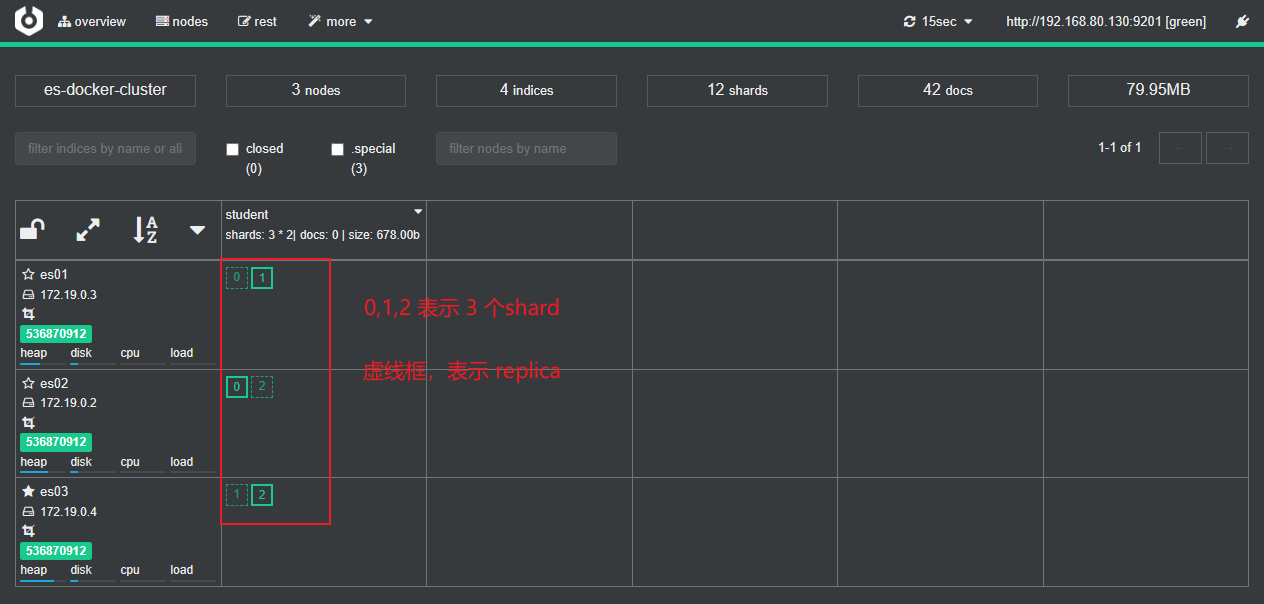 overview nodes rest more 15sec http://192.168.80.130:9201 [green]
es-docker-cluster 3 nodes 4 indices 12 shards 42 docs 79.95MB
filter indices by name or all closed (0) .special (3) filter nodes by name 1-1 of 1 ← →
A
Z
student
shards: 3 * 2| docs: 0 | size: 678.00b
es01
172.19.0.3
536870912
heap disk cpu load
0 1
0,1,2 表示 3 个shard
虚线框，表示 replica
es02
172.19.0.2
536870912
heap disk cpu load
0 2
es03
172.19.0.4
536870912
heap disk cpu load
1 2